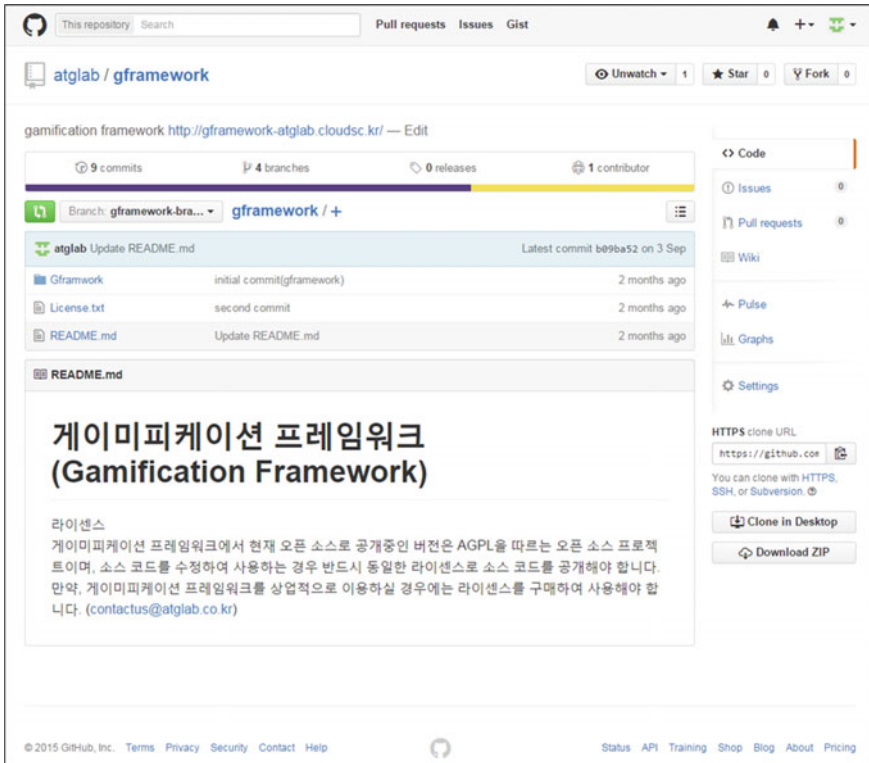 This repository Search Pull requests Issues Gist
atglab / gframework Unwatch 1 Star 0 Fork 0
gamification framework http://gframework-atglab.cloudsc.kr/ — Edit
9 commits 4 branches 0 releases 1 contributor
Branch: gframework-bra... gframework / +
atglab Update README.md Latest commit b09ba52 on 3 Sep
Gframwork initial commit(gframework) 2 months ago
License.txt second commit 2 months ago
README.md Update README.md 2 months ago
README.md
게이미피케이션 프레임워크
(Gamification Framework)
라이센스
게이미피케이션 프레임워크에서 현재 오픈 소스로 공개중인 버전은 AGPL을 따르는 오픈 소스 프로젝
트이며, 소스 코드를 수정하여 사용하는 경우 반드시 동일한 라이센스로 소스 코드를 공개해야 합니다.
만약, 게이미피케이션 프레임워크를 상업적으로 이용하실 경우에는 라이센스를 구매하여 사용해야 합
니다. (contactus@atglab.co.kr)
Code
Issues 0
Pull requests 0
Wiki
Pulse
Graphs
Settings
HTTPS clone URL
https://github.com
You can clone with HTTPS,
SSH, or Subversion.
Clone in Desktop
Download ZIP
© 2015 GitHub, Inc. Terms Privacy Security Contact Help Status API Training Shop Blog About Pricing